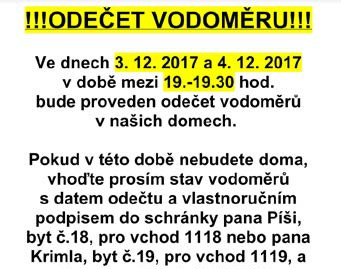 !!!ODEČET VODOMĚRU!!!
Ve dnech 3. 12. 2017 a 4. 12. 2017
v době mezi 19.-19.30 hod.
bude proveden odečet vodoměrů
v našich domech.
Pokud v této době nebudete doma,
vhoďte prosím stav vodoměrů
s datem odečtu a vlastnoručním
podpisem do schránky pana Píši,
byt č.18, pro vchod 1118 nebo pana
Krimla, byt č.19, pro vchod 1119, a